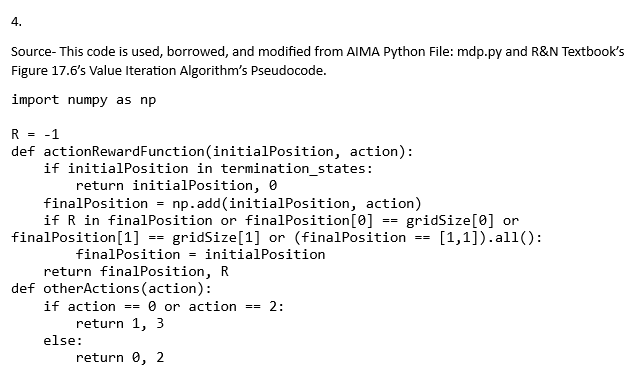 4.
Source- This code is used, borrowed, and modified from AIMA Python File: mdp.py and R&N Textbook's
Figure 17.6's Value Iteration Algorithm's Pseudocode.
import numpy as np
R = -1
def actionRewardFunction(initialPosition, action):
    if initialPosition in termination_states:
        return initialPosition, 0
    finalPosition = np.add(initialPosition, action)
    if R in finalPosition or finalPosition[0] == gridSize[0] or
finalPosition[1] == gridSize[1] or (finalPosition == [1,1]).all():
        finalPosition = initialPosition
    return finalPosition, R
def otherActions(action):
    if action == 0 or action == 2:
        return 1, 3
    else:
        return 0, 2